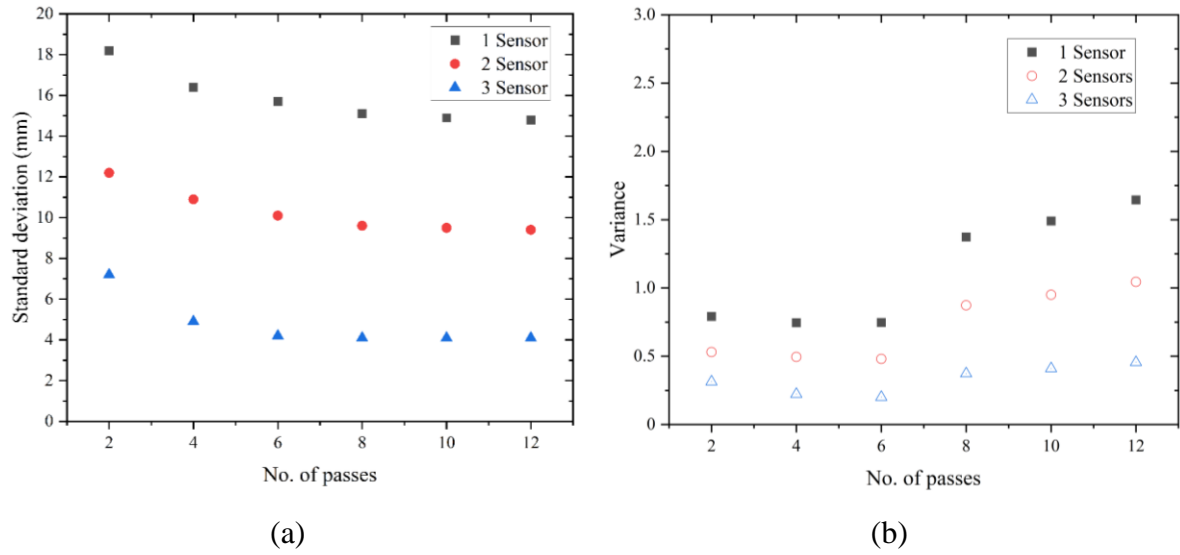 20
18
16
14
12
10
8
6
4
2
0
Standard deviation (mm)
1 Sensor
2 Sensor
3 Sensor
2 4 6 8 10 12
No. of passes
(a)
3.0
2.5
2.0
1.5
1.0
0.5
0
Variance
1 Sensor
2 Sensors
3 Sensors
2 4 6 8 10 12
No. of passes
(b)